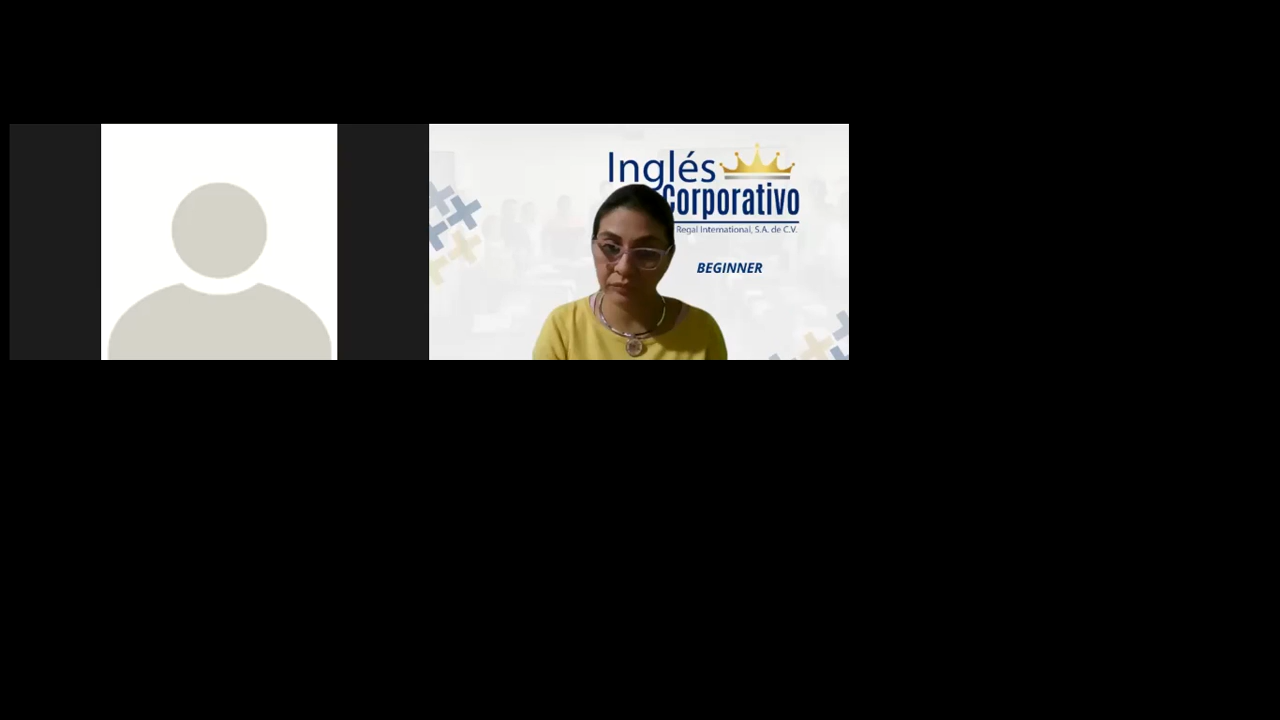 Inglés
Corporativo
Regal International, S.A. de C.V.
BEGINNER